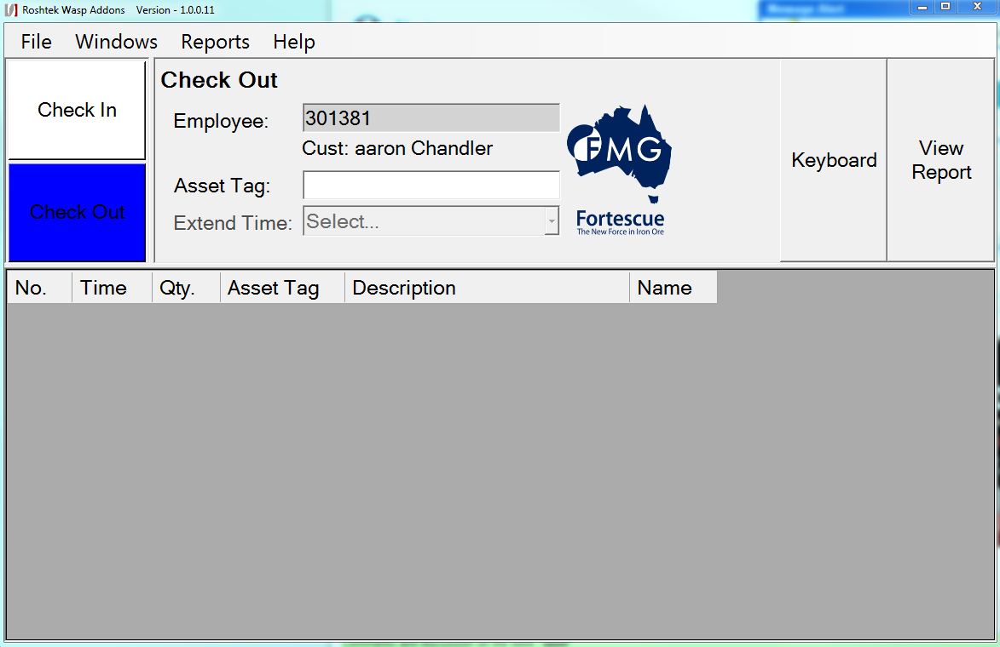 Roshtek Wasp Addons Version - 1.0.0.11
Message Alert
File Windows Reports Help
Check In
Check Out
Check Out
Employee: 301381
Cust: aaron Chandler
Asset Tag:
Extend Time: Select...
FMG
Fortescue
The New Force in Iron Ore
Keyboard
View
Report
No. Time Qty. Asset Tag Description Name